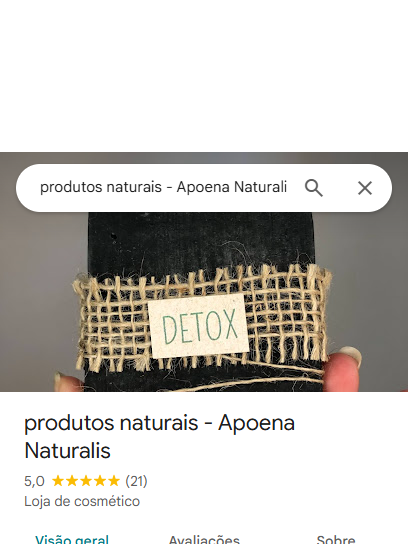 produtos naturais - Apoena Naturali
DETOX
produtos naturais - Apoena
Naturalis
5,0 ★★★★★ (21)
Loja de cosmético
Visão geral Avaliações Sobre